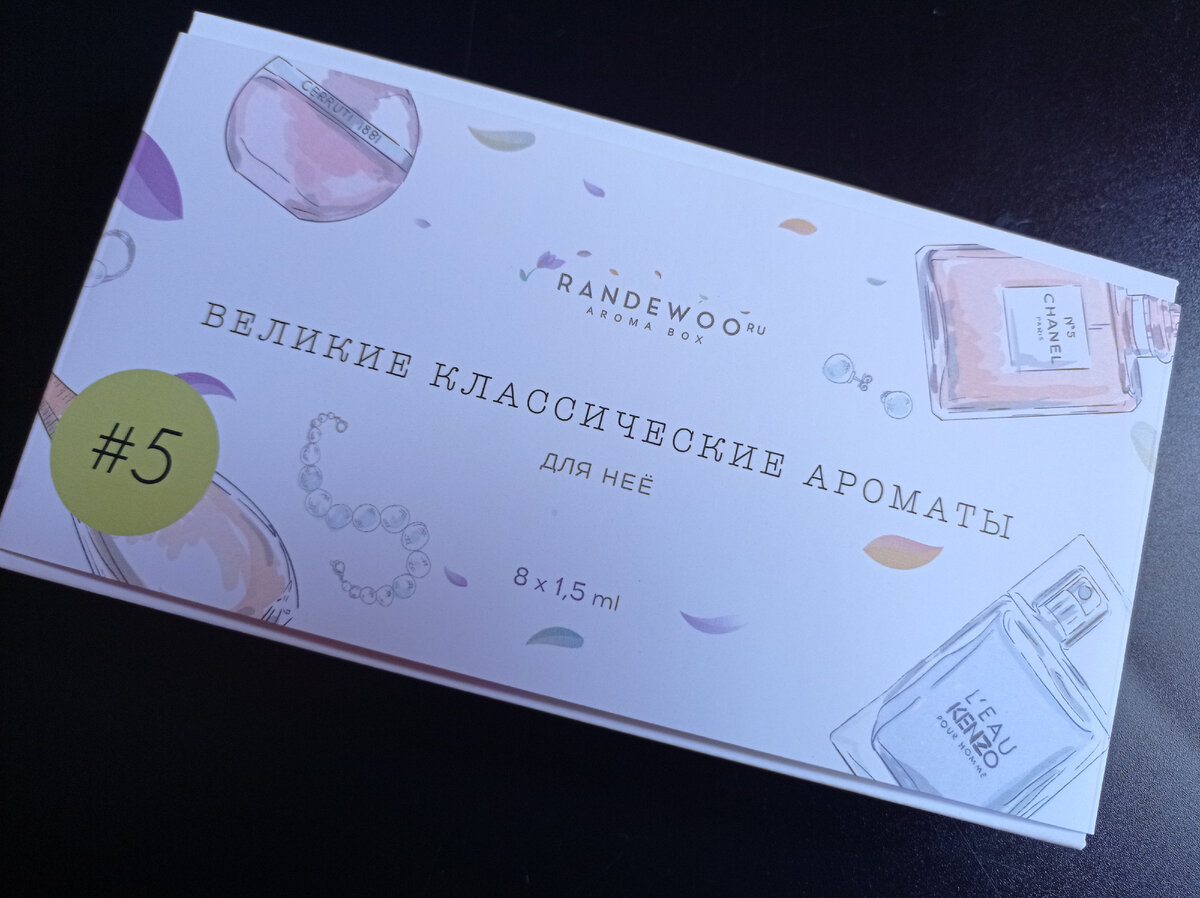 CERRUTI 1881
RANDEWOO RU
AROMA BOX
ВЕЛИКИЕ КЛАССИЧЕСКИЕ АРОМАТЫ
ДЛЯ НЕЁ
8 x 1,5 ml
#5
N°5
CHANEL
PARIS
L'EAU
KENZO
POUR HOMME